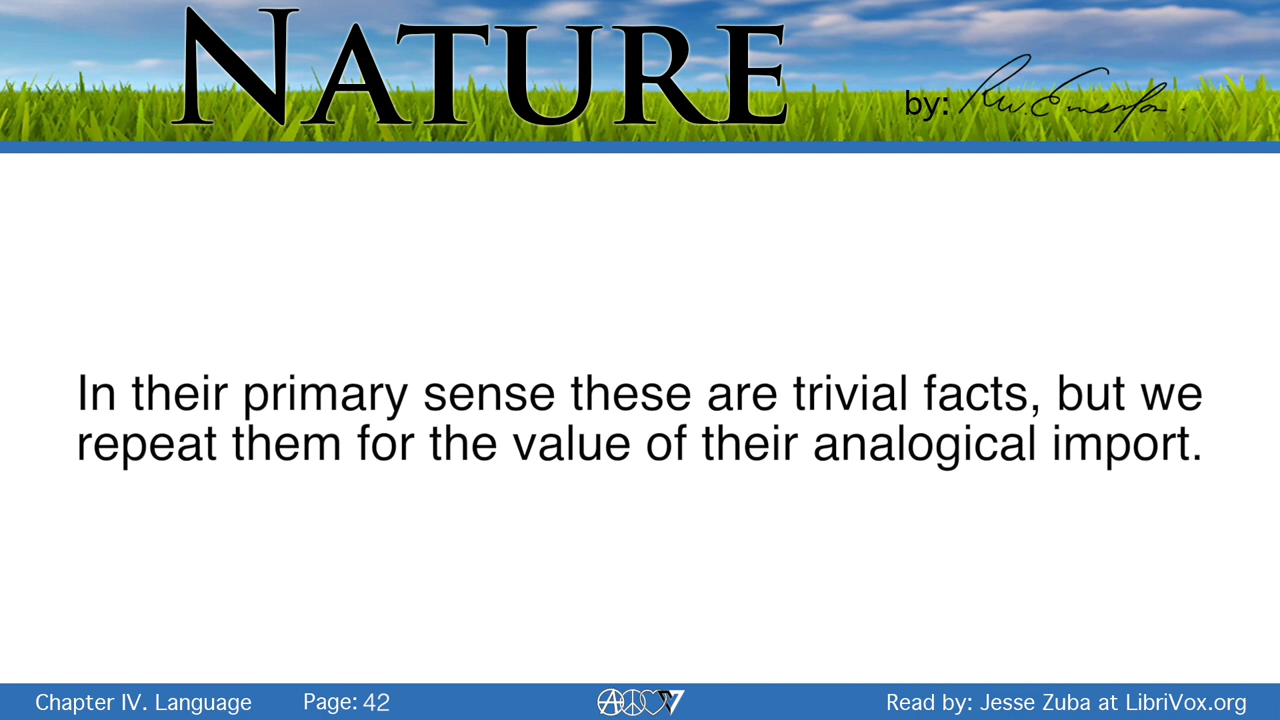 NATURE
by: R.W. Emerson.
In their primary sense these are trivial facts, but we
repeat them for the value of their analogical import.
Chapter IV. Language
Page: 42
Read by: Jesse Zuba at LibriVox.org